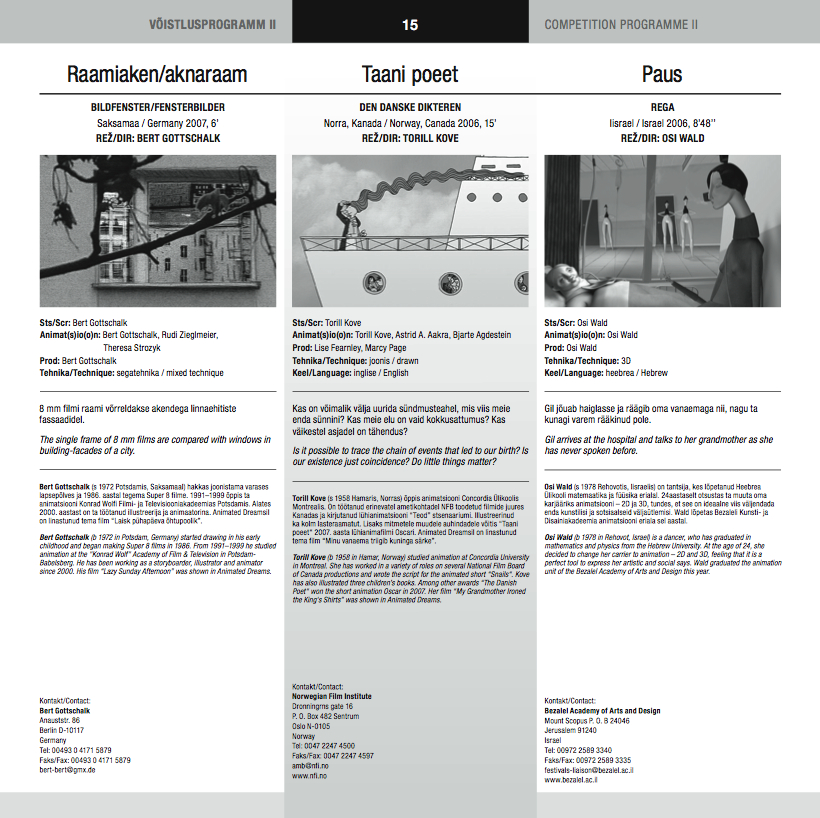 VÕISTLUSPROGRAMM II
15
COMPETITION PROGRAMME II
Raamiaken/aknaraam
BILDFENSTER/FENSTERBILDER
Saksamaa / Germany 2007, 6'
REŽ/DIR: BERT GOTTSCHALK
Sts/Scr: Bert Gottschalk
Animat(s)io(o)n: Bert Gottschalk, Rudi Zieglmeier,
Theresa Strozyk
Prod: Bert Gottschalk
Tehnika/Technique: segatehnika / mixed technique
8 mm filmi raami võrreldakse akendega linnaehitiste
fassaadidel.
The single frame of 8 mm films are compared with windows in
building-facades of a city.
Bert Gottschalk (s 1972 Potsdamis, Saksamaal) hakkas joonistama varases
lapsepõlves ja 1986. aastal tegema Super 8 filme. 1991–1999 õppis ta
animatsiooni Konrad Wolfi Filmi- ja Televisiooniakadeemias Potsdamis. Alates
2000. aastast on ta töötanud illustreerija ja animaatorina. Animated Dreamsil
on linastunud tema film "Laisk pühapäeva õhtupoolik".
Bert Gottschalk (b 1972 in Potsdam, Germany) started drawing in his early
childhood and began making Super 8 films in 1986. From 1991–1999 he studied
animation at the "Konrad Wolf" Academy of Film & Television in Potsdam-
Babelsberg. He has been working as a storyboarder, illustrator and animator
since 2000. His film "Lazy Sunday Afternoon" was shown in Animated Dreams.
Kontakt/Contact:
Bert Gottschalk
Anauststr. 86
Berlin D-10117
Germany
Tel: 00493 0 4171 5879
Faks/Fax: 00493 0 4171 5879
bert-bert@gmx.de
Taani poeet
DEN DANSKE DIKTEREN
Norra, Kanada / Norway, Canada 2006, 15'
REŽ/DIR: TORILL KOVE
Sts/Scr: Torill Kove
Animat(s)io(o)n: Torill Kove, Astrid A. Aakra, Bjarte Agdestein
Prod: Lise Fearnley, Marcy Page
Tehnika/Technique: joonis / drawn
Keel/Language: inglise / English
Kas on võimalik välja uurida sündmusteahel, mis viis meie
enda sünnini? Kas meie elu on vaid kokkusattumus? Kas
väikestel asjadel on tähendus?
Is it possible to trace the chain of events that led to our birth? Is
our existence just coincidence? Do little things matter?
Torill Kove (s 1958 Hamaris, Norras) õppis animatsiooni Concordia Ülikoolis
Montrealis. On töötanud erinevatel ametikohtadel NFB toodetud filmide juures
Kanadas ja kirjutanud lühianimatsiooni "Teod" stsenaariumi. Illustreerinud
ka kolm lasteraamatut. Lisaks mitmetele muudele auhindadele võitis "Taani
poeet" 2007. aasta lühianimafilmi Oscari. Animated Dreamsil on linastunud
tema film "Minu vanaema triigib kuninga särke".
Torill Kove (b 1958 in Hamar, Norway) studied animation at Concordia University
in Montreal. She has worked in a variety of roles on several National Film Board
of Canada productions and wrote the script for the animated short "Snails". Kove
has also illustrated three children's books. Among other awards "The Danish
Poet" won the short animation Oscar in 2007. Her film "My Grandmother Ironed
the King's Shirts" was shown in Animated Dreams.
Kontakt/Contact:
Norwegian Film Institute
Dronningrns gate 16
P. O. Box 482 Sentrum
Oslo N-0105
Norway
Tel: 0047 2247 4500
Faks/Fax: 0047 2247 4597
amb@nfi.no
www.nfi.no
Paus
REGA
Iisrael / Israel 2006, 8'48''
REŽ/DIR: OSI WALD
Sts/Scr: Osi Wald
Animat(s)io(o)n: Osi Wald
Prod: Osi Wald
Tehnika/Technique: 3D
Keel/Language: heebrea / Hebrew
Gil jõuab haiglasse ja räägib oma vanaemaga nii, nagu ta
kunagi varem rääkinud pole.
Gil arrives at the hospital and talks to her grandmother as she
has never spoken before.
Osi Wald (s 1978 Rehovotis, Iisraelis) on tantsija, kes lõpetanud Heebrea
Ülikooli matemaatika ja füüsika erialal. 24aastaselt otsustas ta muuta oma
karjääriks animatsiooni – 2D ja 3D, tundes, et see on ideaalne viis väljendada
enda kunstilisi ja sotsiaalseid väljaütlemisi. Wald lõpetas Bezaleli Kunsti- ja
Disainiakadeemia animatsiooni eriala sel aastal.
Osi Wald (b 1978 in Rehovot, Israel) is a dancer, who has graduated in
mathematics and physics from the Hebrew University. At the age of 24, she
decided to change her carrier to animation – 2D and 3D, feeling that it is a
perfect tool to express her artistic and social says. Wald graduated the animation
unit of the Bezalel Academy of Arts and Design this year.
Kontakt/Contact:
Bezalel Academy of Arts and Design
Mount Scopus P. O. B 24046
Jerusalem 91240
Israel
Tel: 00972 2589 3340
Faks/Fax: 00972 2589 3335
festivals-liaison@bezalel.ac.il
www.bezalel.ac.il